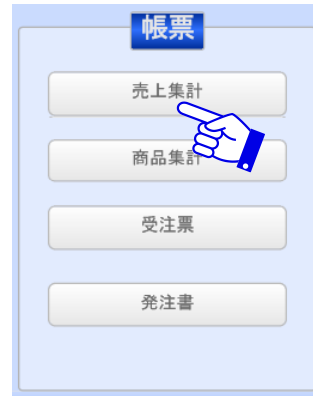 帳票
売上集計
商品集計
受注票
発注書